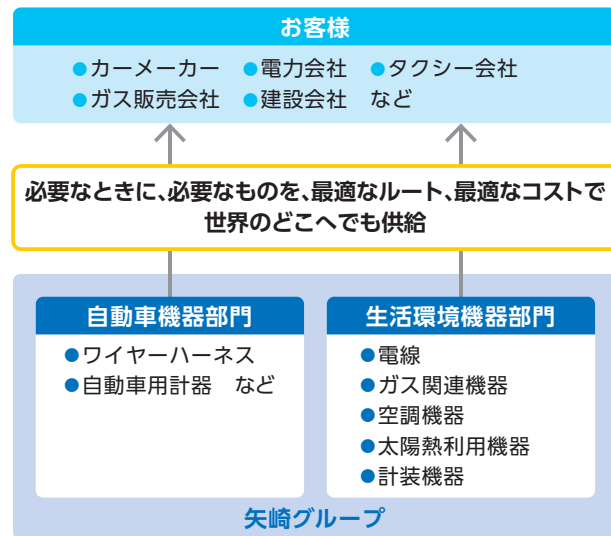 お客様
●カーメーカー ●電力会社 ●タクシー会社
●ガス販売会社 ●建設会社 など
必要なときに、必要なものを、最適なルート、最適なコストで
世界のどこへでも供給
自動車機器部門
●ワイヤーハーネス
●自動車用計器 など
生活環境機器部門
●電線
●ガス関連機器
●空調機器
●太陽熱利用機器
●計装機器
矢崎グループ